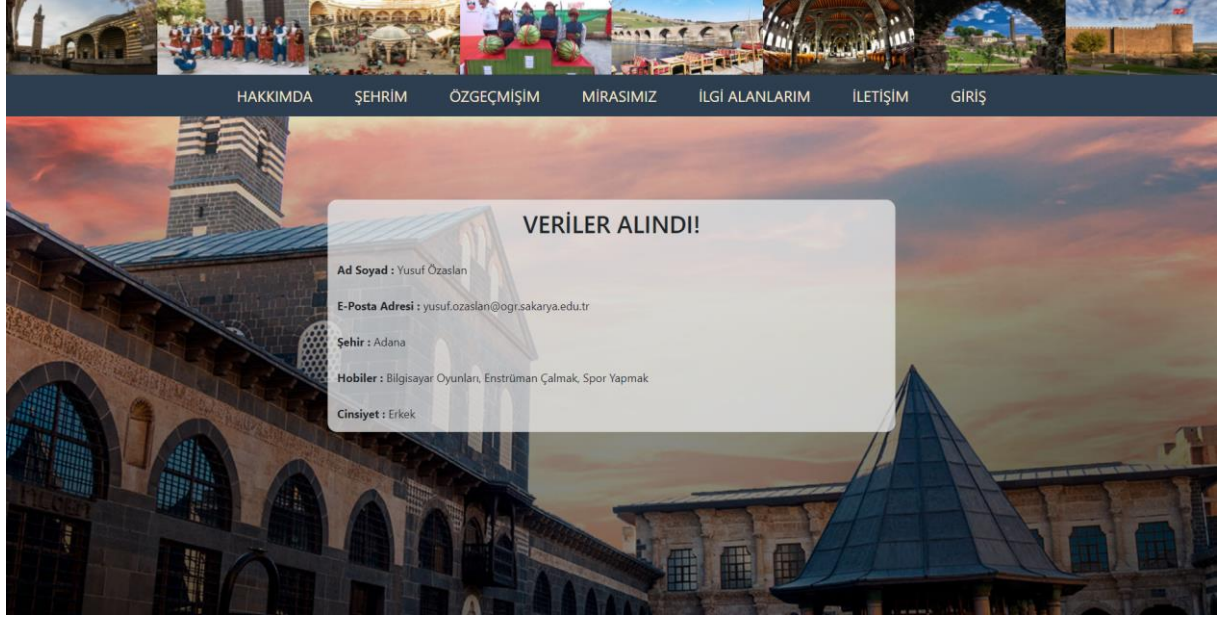 HAKKIMDA ŞEHRİM ÖZGEÇMİŞİM MİRASIMIZ İLGİ ALANLARIM İLETİŞİM GİRİŞ
VERİLER ALINDI!
Ad Soyad : Yusuf Özaslan
E-Posta Adresi : yusuf.ozaslan@ogr.sakarya.edu.tr
Şehir : Adana
Hobiler : Bilgisayar Oyunları, Enstrüman Çalmak, Spor Yapmak
Cinsiyet : Erkek